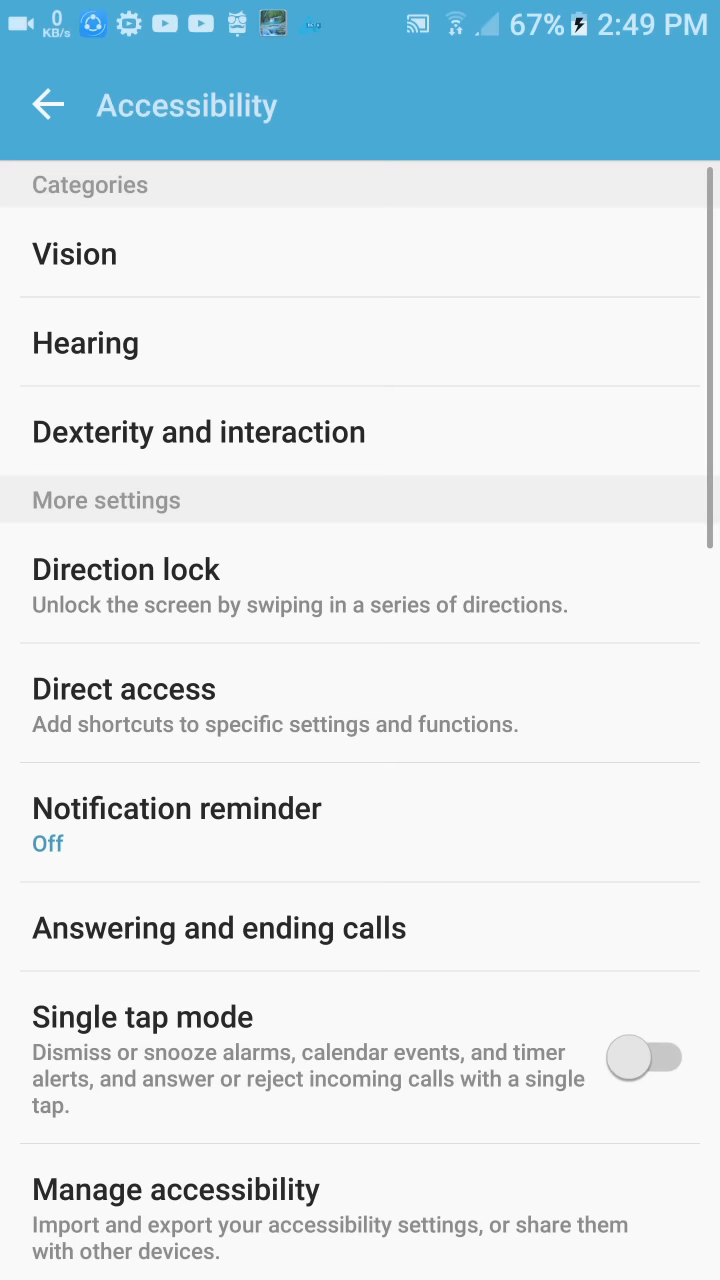 0
KB/s
67% 2:49 PM
Accessibility
Categories
Vision
Hearing
Dexterity and interaction
More settings
Direction lock
Unlock the screen by swiping in a series of directions.
Direct access
Add shortcuts to specific settings and functions.
Notification reminder
Off
Answering and ending calls
Single tap mode
Dismiss or snooze alarms, calendar events, and timer
alerts, and answer or reject incoming calls with a single
tap.
Manage accessibility
Import and export your accessibility settings, or share them
with other devices.